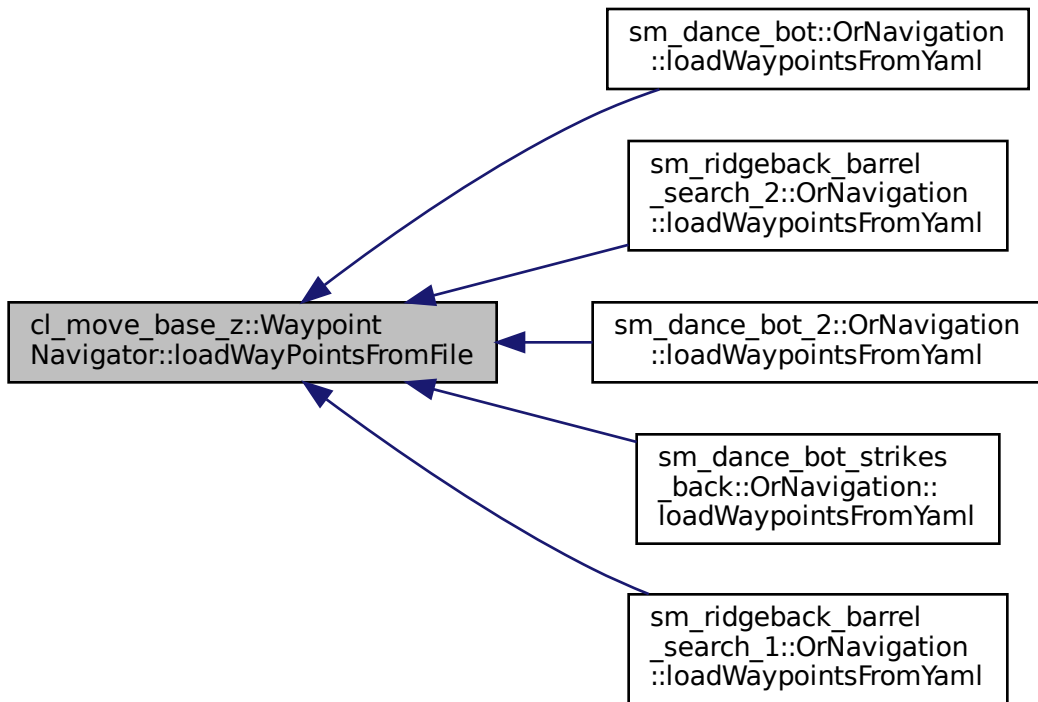 sm_dance_bot::OrNavigation
::loadWaypointsFromYaml
sm_ridgeback_barrel
_search_2::OrNavigation
::loadWaypointsFromYaml
cl_move_base_z::Waypoint
Navigator::loadWayPointsFromFile
sm_dance_bot_2::OrNavigation
::loadWaypointsFromYaml
sm_dance_bot_strikes
_back::OrNavigation::
loadWaypointsFromYaml
sm_ridgeback_barrel
_search_1::OrNavigation
::loadWaypointsFromYaml